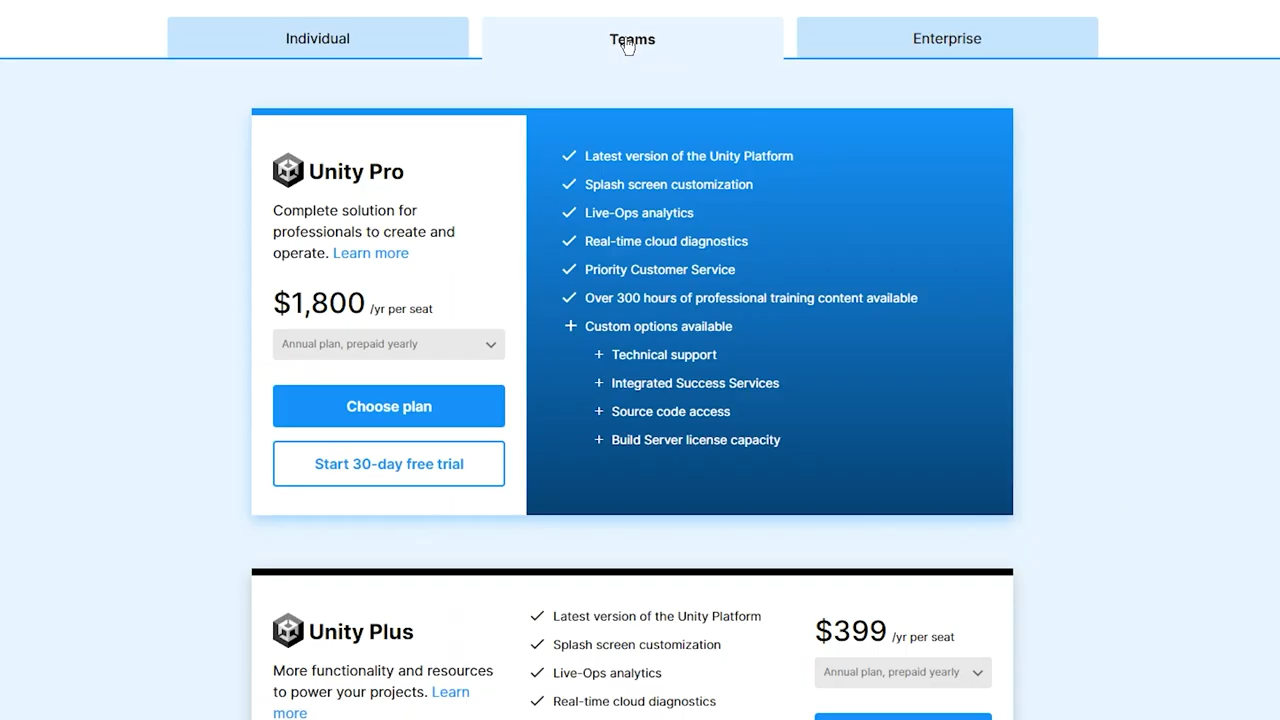 Individual
Teams
Enterprise
Unity Pro
Complete solution for
professionals to create and
operate. Learn more
$1,800 /yr per seat
Annual plan, prepaid yearly
Choose plan
Start 30-day free trial
Latest version of the Unity Platform
Splash screen customization
Live-Ops analytics
Real-time cloud diagnostics
Priority Customer Service
Over 300 hours of professional training content available
Custom options available
Technical support
Integrated Success Services
Source code access
Build Server license capacity
Unity Plus
More functionality and resources
to power your projects. Learn
more
Latest version of the Unity Platform
Splash screen customization
Live-Ops analytics
Real-time cloud diagnostics
$399 /yr per seat
Annual plan, prepaid yearly